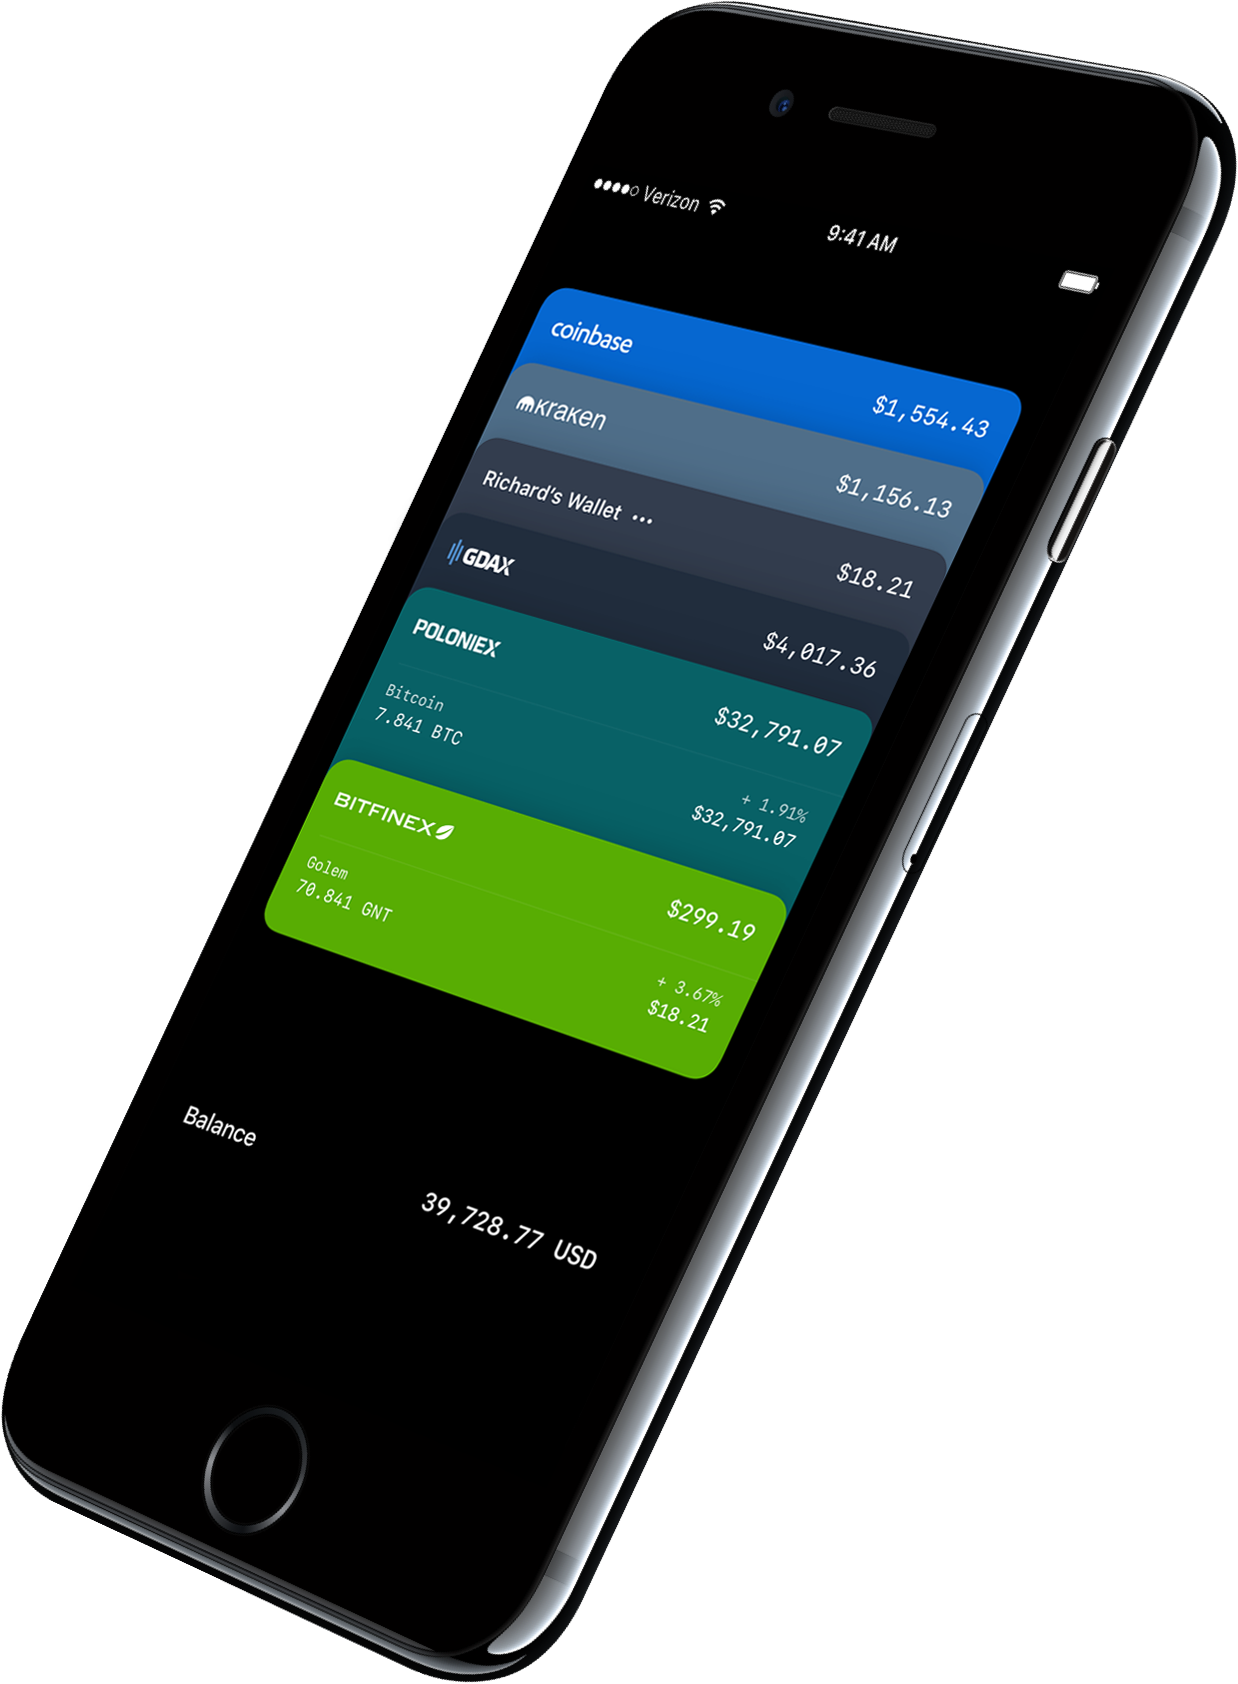 Verizon
9:41 AM
coinbase
$1,554.43
kraken
$1,156.13
Richard's Wallet •••
$18.21
GDAX
$4,017.36
POLONIEX
$32,791.07
Bitcoin
7.841 BTC
+ 1.91%
$32,791.07
BITFINEX
$299.19
Golem
70.841 GNT
+ 3.67%
$18.21
Balance
39,728.77 USD